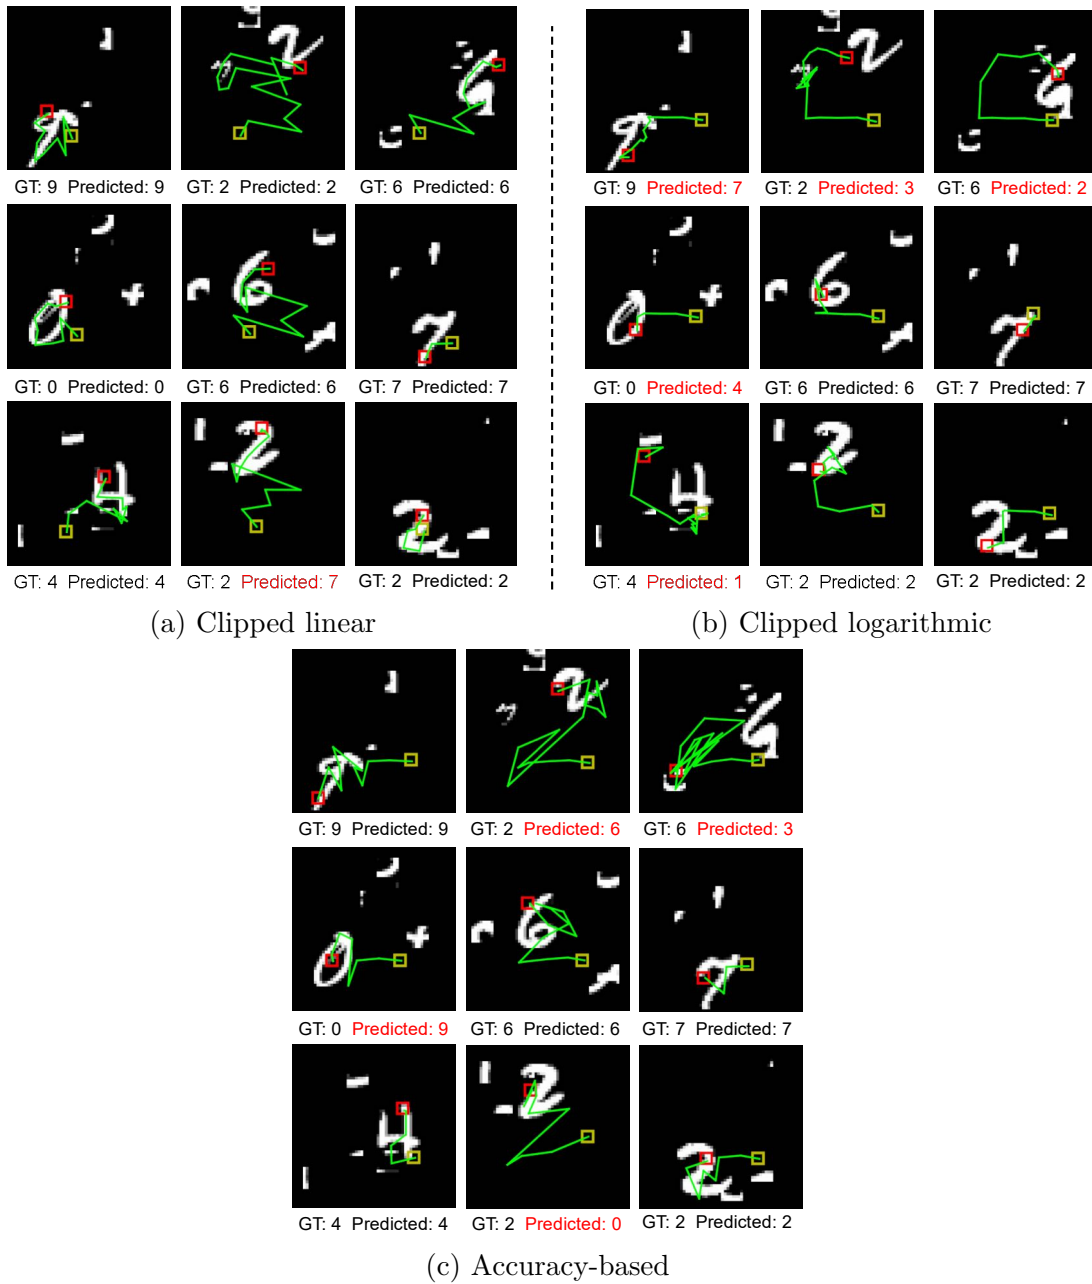 GT: 9 Predicted: 9 GT: 2 Predicted: 2 GT: 6 Predicted: 6
GT: 0 Predicted: 0 GT: 6 Predicted: 6 GT: 7 Predicted: 7
GT: 4 Predicted: 4 GT: 2 Predicted: 7 GT: 2 Predicted: 2
(a) Clipped linear
GT: 9 Predicted: 7 GT: 2 Predicted: 3 GT: 6 Predicted: 2
GT: 0 Predicted: 4 GT: 6 Predicted: 6 GT: 7 Predicted: 7
GT: 4 Predicted: 1 GT: 2 Predicted: 2 GT: 2 Predicted: 2
(b) Clipped logarithmic
GT: 9 Predicted: 9 GT: 2 Predicted: 6 GT: 6 Predicted: 3
GT: 0 Predicted: 9 GT: 6 Predicted: 6 GT: 7 Predicted: 7
GT: 4 Predicted: 4 GT: 2 Predicted: 0 GT: 2 Predicted: 2
(c) Accuracy-based